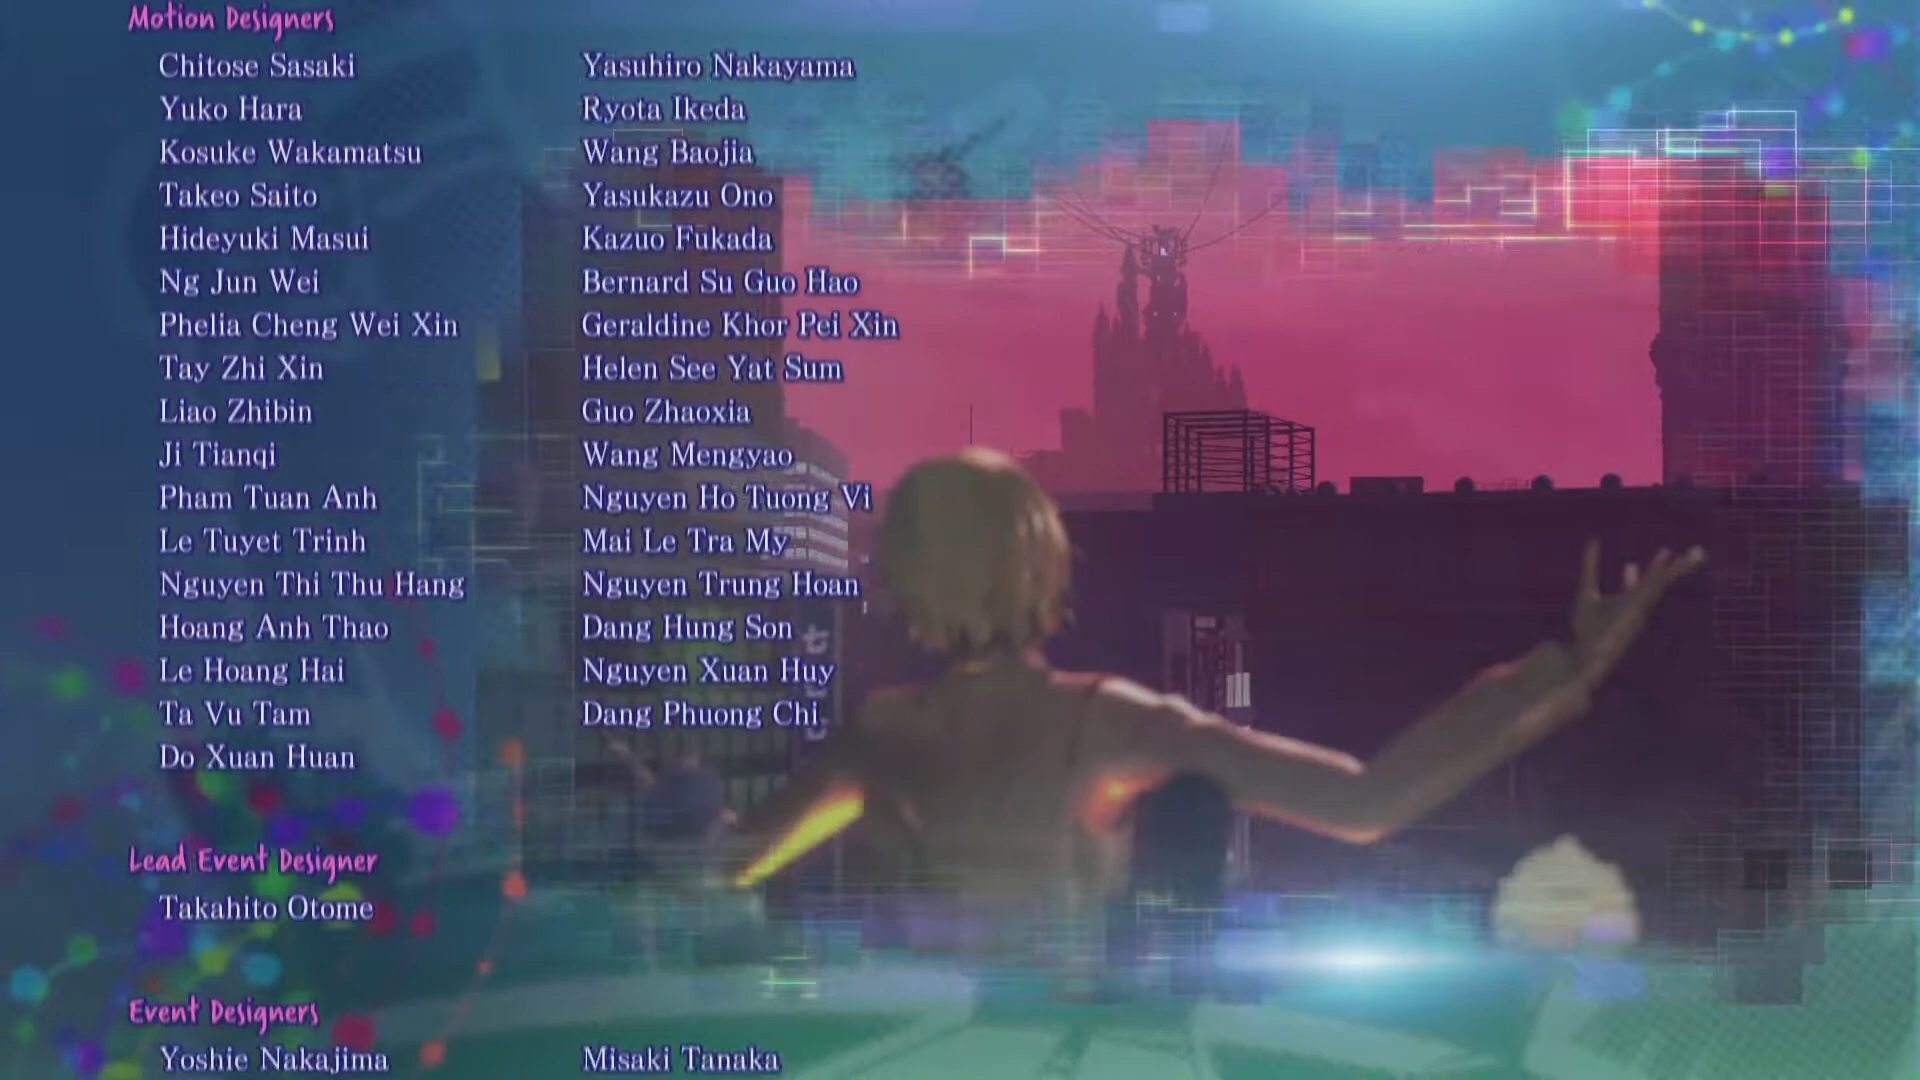 Motion Designers
Chitose Sasaki Yasuhiro Nakayama
Yuko Hara Ryota Ikeda
Kosuke Wakamatsu Wang Baojia
Takeo Saito Yasukazu Ono
Hideyuki Masui Kazuo Fukada
Ng Jun Wei Bernard Su Guo Hao
Phelia Cheng Wei Xin Geraldine Khor Pei Xin
Tay Zhi Xin Helen See Yat Sum
Liao Zhibin Guo Zhaoxia
Ji Tianqi Wang Mengyao
Pham Tuan Anh Nguyen Ho Tuong Vi
Le Tuyet Trinh Mai Le Tra My
Nguyen Thi Thu Hang Nguyen Trung Hoan
Hoang Anh Thao Dang Hung Son
Le Hoang Hai Nguyen Xuan Huy
Ta Vu Tam Dang Phuong Chi
Do Xuan Huan
Lead Event Designer
Takahito Otome
Event Designers
Yoshie Nakajima Misaki Tanaka